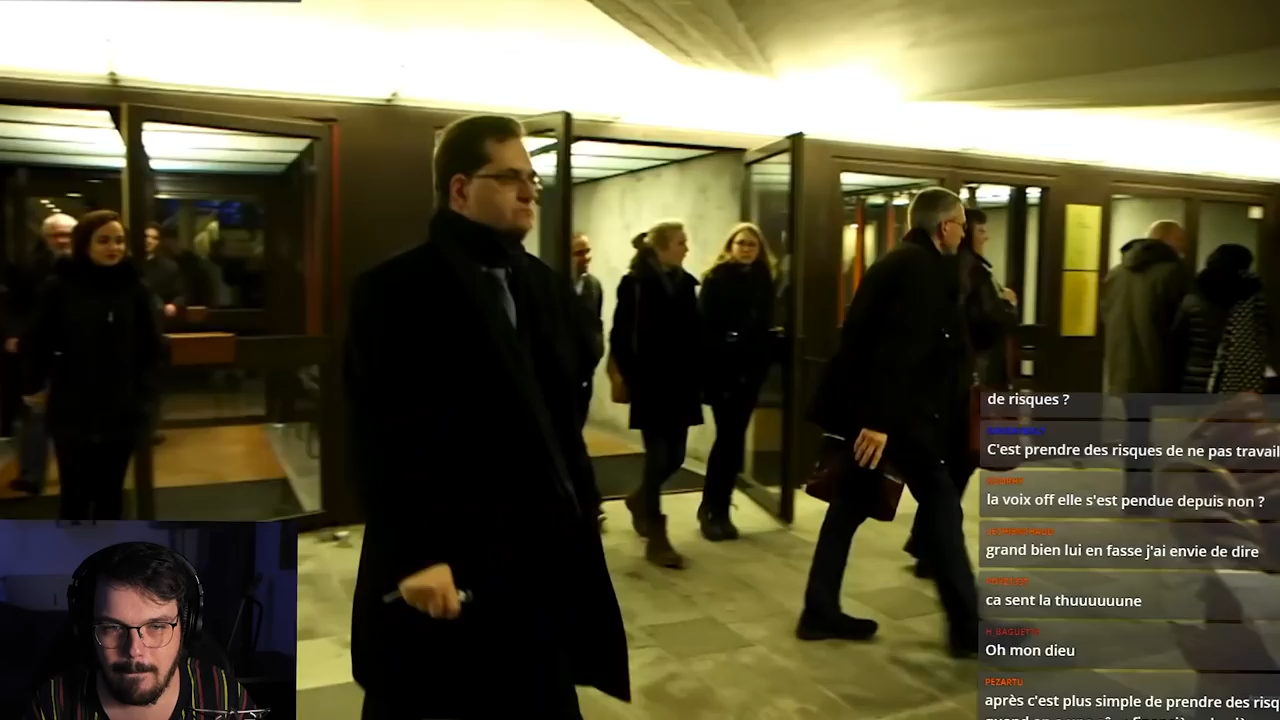 de risques ?
C'est prendre des risques de ne pas travail
la voix off elle s'est pendue depuis non ?
grand bien lui en fasse j'ai envie de dire
ca sent la thuuuuuune
H_BAGUETTE
Oh mon dieu
PEZARTU
après c'est plus simple de prendre des risq